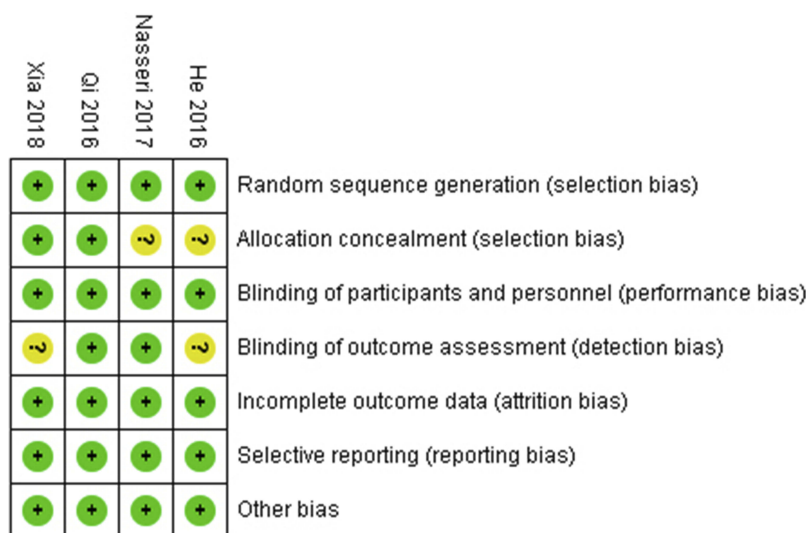 Xia 2018
Qi 2016
Nasseri 2017
He 2016
+ + + + Random sequence generation (selection bias)
+ + ? ? Allocation concealment (selection bias)
+ + + + Blinding of participants and personnel (performance bias)
? + + ? Blinding of outcome assessment (detection bias)
+ + + + Incomplete outcome data (attrition bias)
+ + + + Selective reporting (reporting bias)
+ + + + Other bias